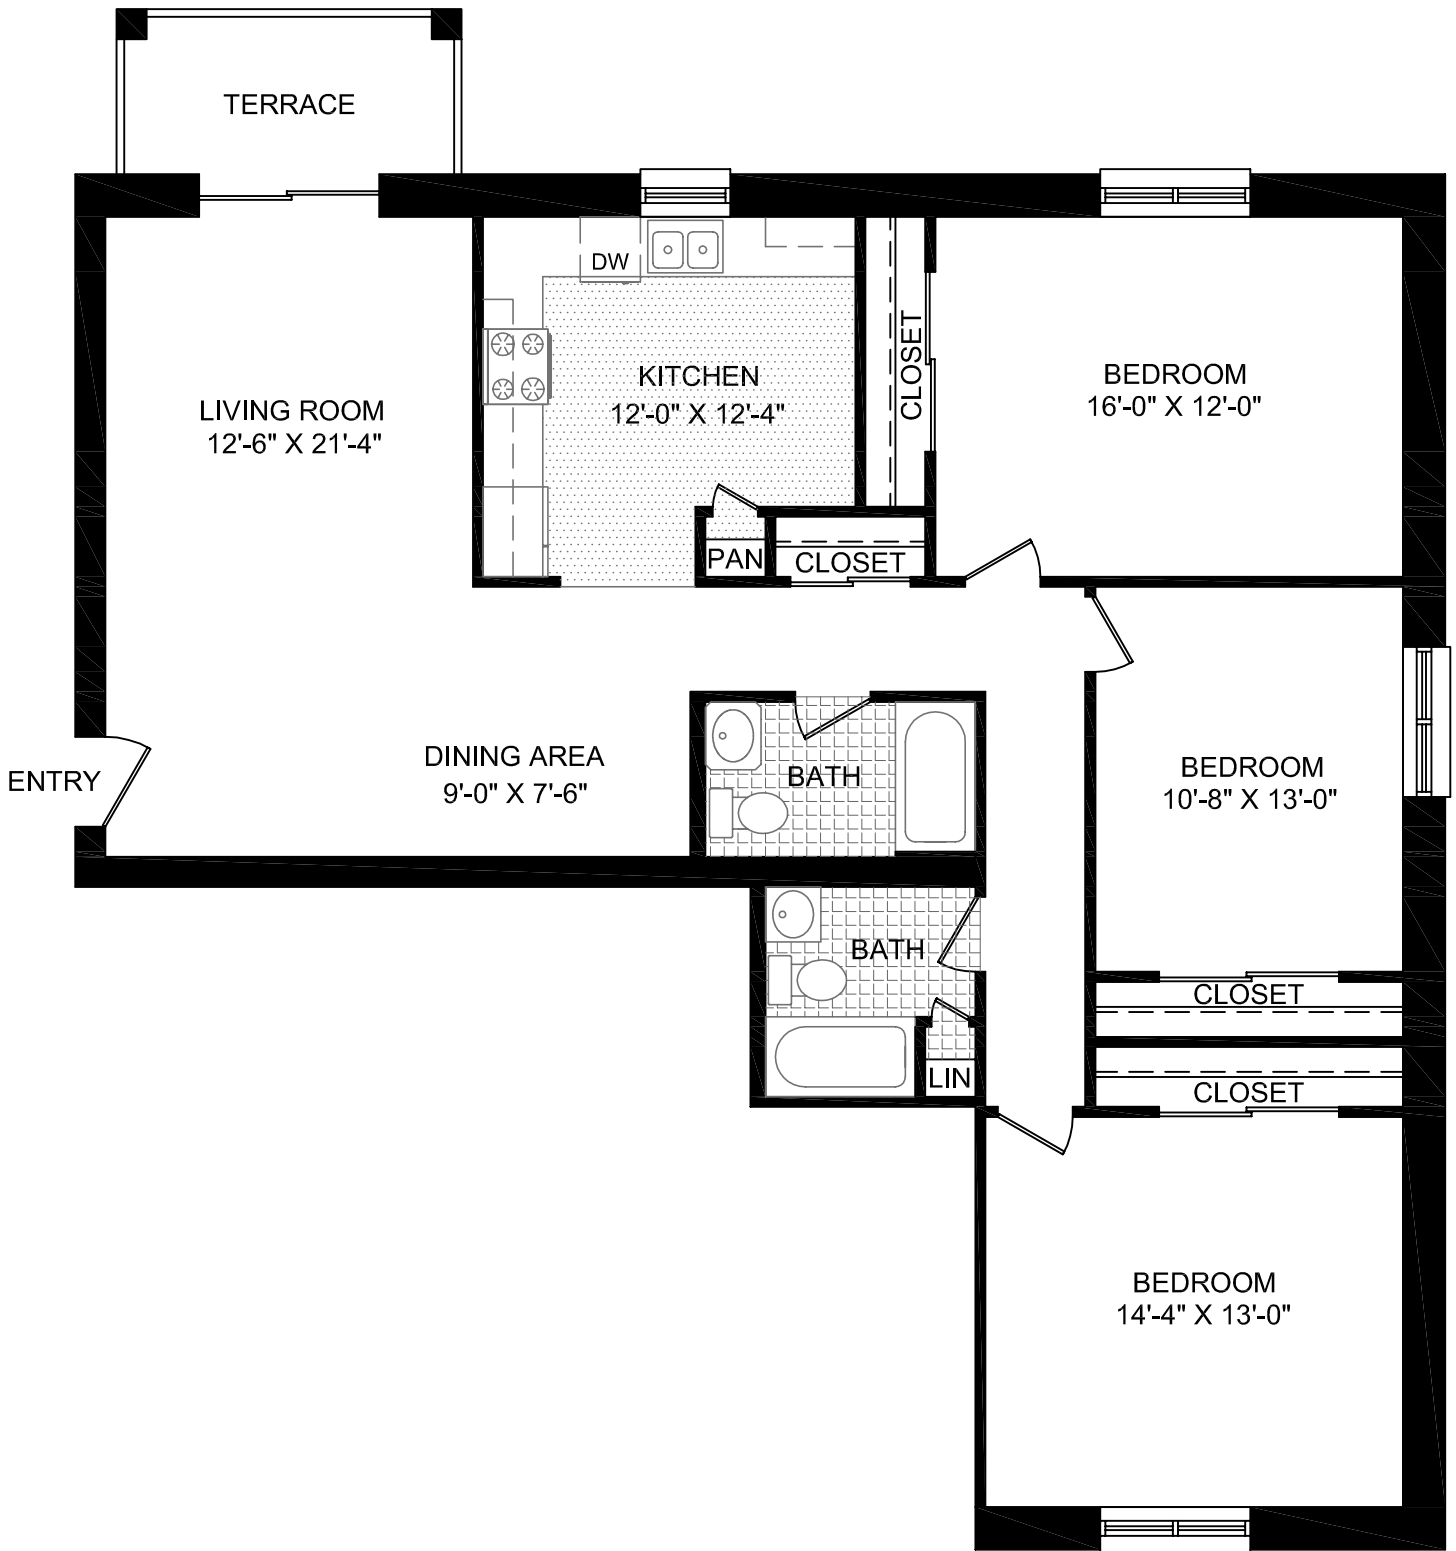 TERRACE
DW
CLOSET
KITCHEN
12'-0" X 12'-4"
BEDROOM
16'-0" X 12'-0"
LIVING ROOM
12'-6" X 21'-4"
PAN
CLOSET
ENTRY
DINING AREA
9'-0" X 7'-6"
BATH
BEDROOM
10'-8" X 13'-0"
BATH
CLOSET
LIN
CLOSET
BEDROOM
14'-4" X 13'-0"